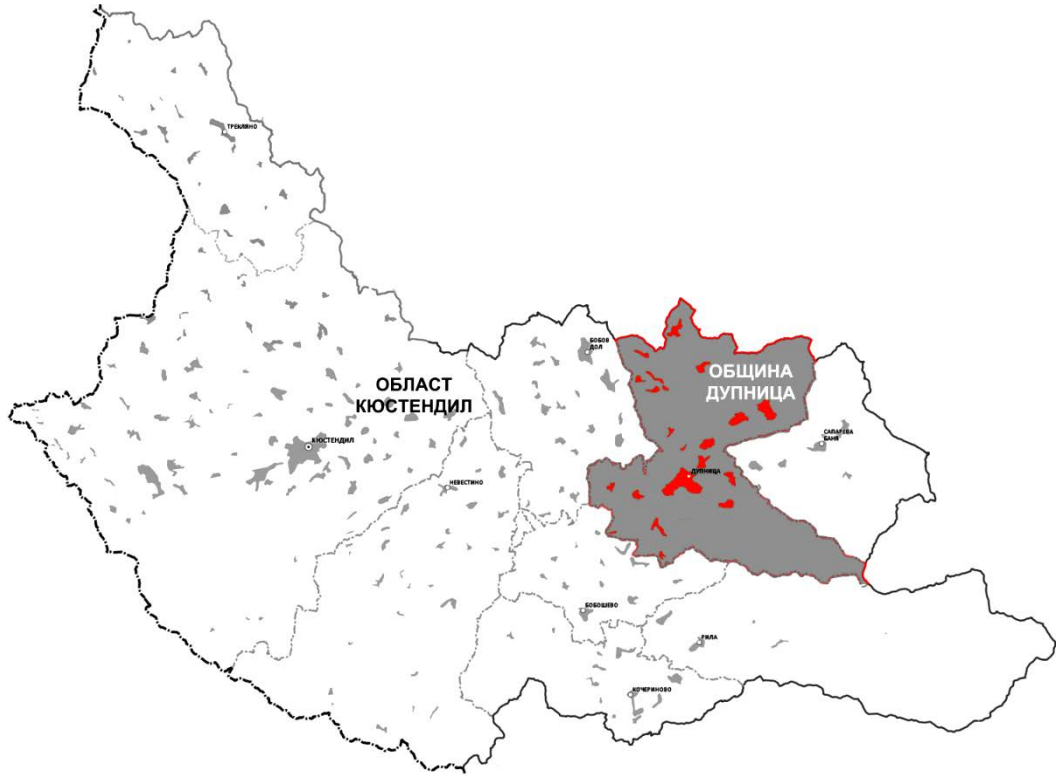 ТРЕКЛЯНО
БОБОВ
ДОЛ
ОБЛАСТ
КЮСТЕНДИЛ
ОБЩИНА
ДУПНИЦА
КЮСТЕНДИЛ
САПАРЕВА
БАНЯ
ДУПНИЦА
НЕВЕСТИНО
БОБОШЕВО
РИЛА
КОЧЕРИНОВО